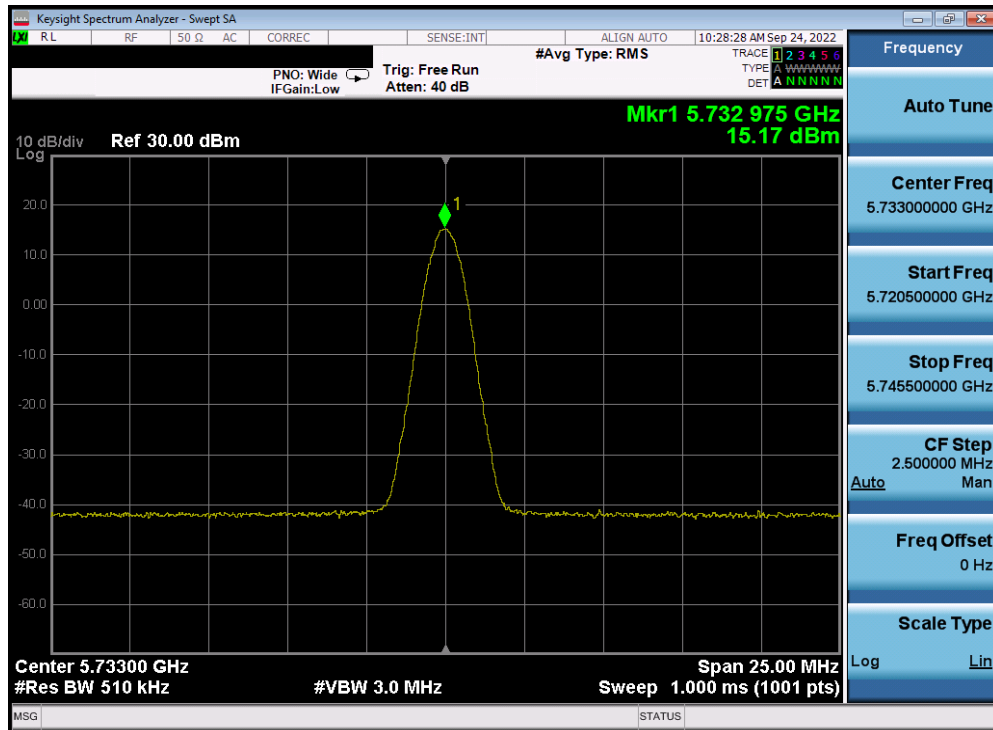 Keysight Spectrum Analyzer - Swept SA
LXI RL RF 50 Ω AC CORREC SENSE:INT ALIGN AUTO 10:28:28 AM Sep 24, 2022
PNO: Wide
IFGain:Low
Trig: Free Run
Atten: 40 dB
#Avg Type: RMS
TRACE 1 2 3 4 5 6
TYPE A WWWWW
DET A N N N N N
Mkr1 5.732 975 GHz
15.17 dBm
10 dB/div Ref 30.00 dBm
Log
1
20.0
10.0
0.00
-10.0
-20.0
-30.0
-40.0
-50.0
-60.0
Center 5.73300 GHz Span 25.00 MHz
#Res BW 510 kHz #VBW 3.0 MHz Sweep 1.000 ms (1001 pts)
MSG STATUS
Frequency
Auto Tune
Center Freq
5.733000000 GHz
Start Freq
5.720500000 GHz
Stop Freq
5.745500000 GHz
CF Step
2.500000 MHz
Auto Man
Freq Offset
0 Hz
Scale Type
Log Lin